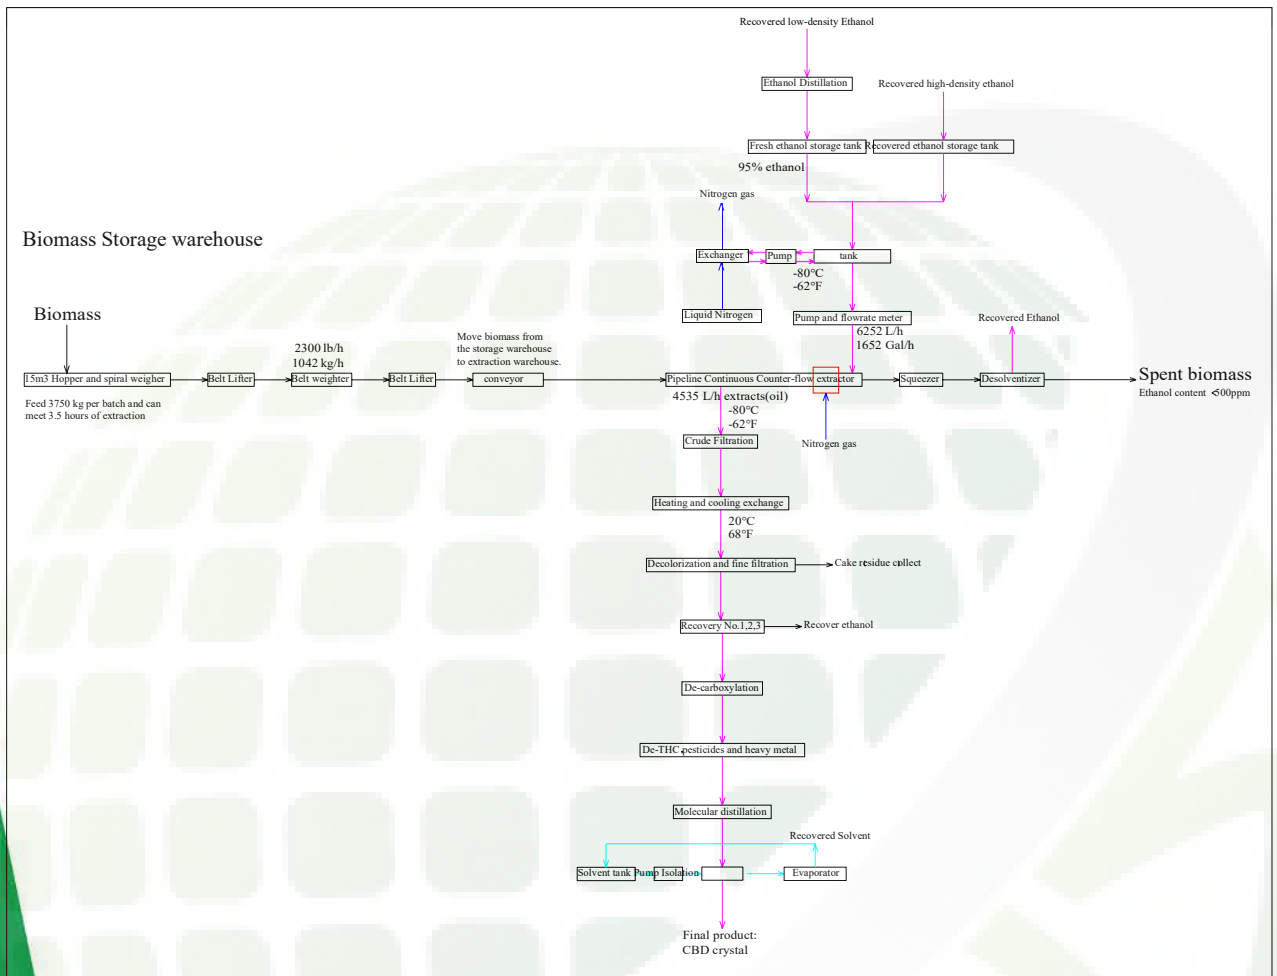 Recovered low-density Ethanol
Ethanol Distillation
Recovered high-density ethanol
Fresh ethanol storage tank
Recovered ethanol storage tank
95% ethanol
Nitrogen gas
Biomass Storage warehouse
Exchanger
Pump
tank
-80℃
-62℉
Liquid Nitrogen
Pump and flowrate meter
Recovered Ethanol
Biomass
6252 L/h
1652 Gal/h
2300 lb/h
1042 kg/h
Move biomass from
the storage warehouse
to extraction warehouse.
15m3 Hopper and spiral weigher
Belt Lifter
Belt weighter
Belt Lifter
conveyor
Pipeline Continuous Counter-flow extractor
Squeezer
Desolventizer
Spent biomass
Ethanol content <500ppm
Feed 3750 kg per batch and can
meet 3.5 hours of extraction
4535 L/h extracts(oil)
-80℃
-62℉
Nitrogen gas
Crude Filtration
Heating and cooling exchange
20℃
68℉
Decolorization and fine filtration
Cake residue collect
Recovery No.1,2,3
Recover ethanol
De-carboxylation
De-THC,pesticides and heavy metal
Molecular distillation
Recovered Solvent
Solvent tank
Pump
Isolation
Evaporator
Final product:
CBD crystal